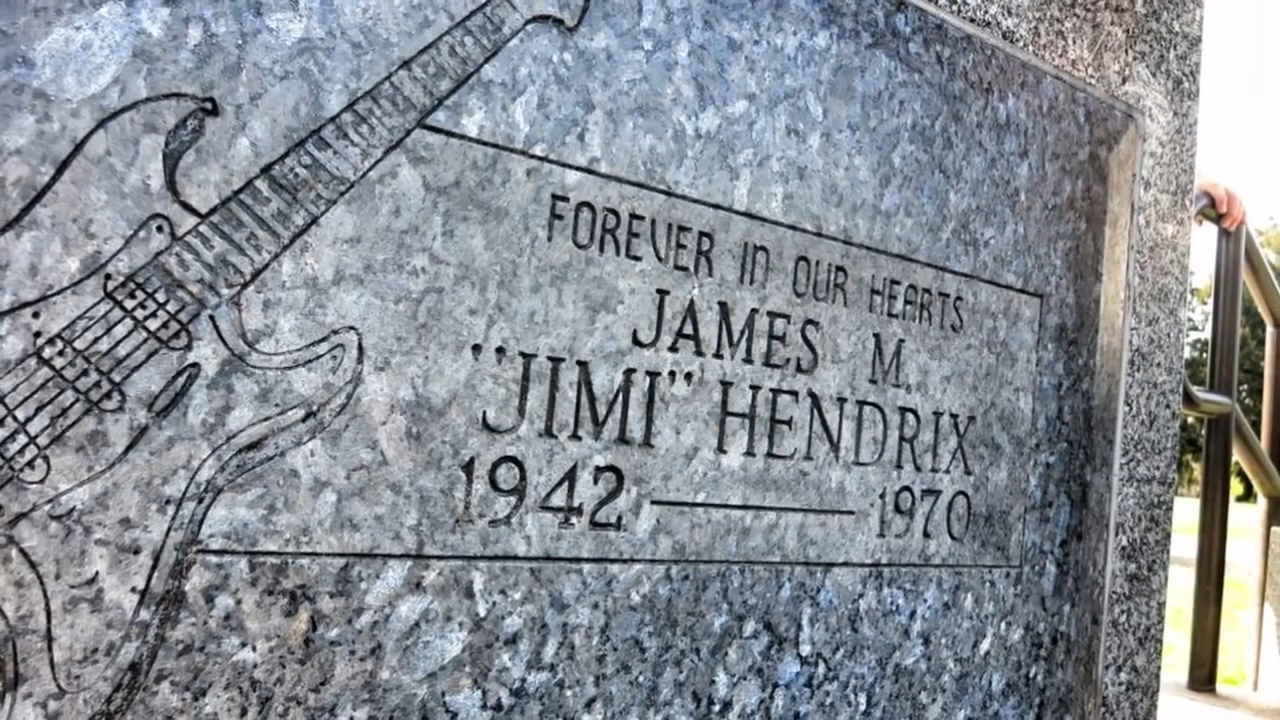 FOREVER IN OUR HEARTS
JAMES M.
"JIMI" HENDRIX
1942 — 1970